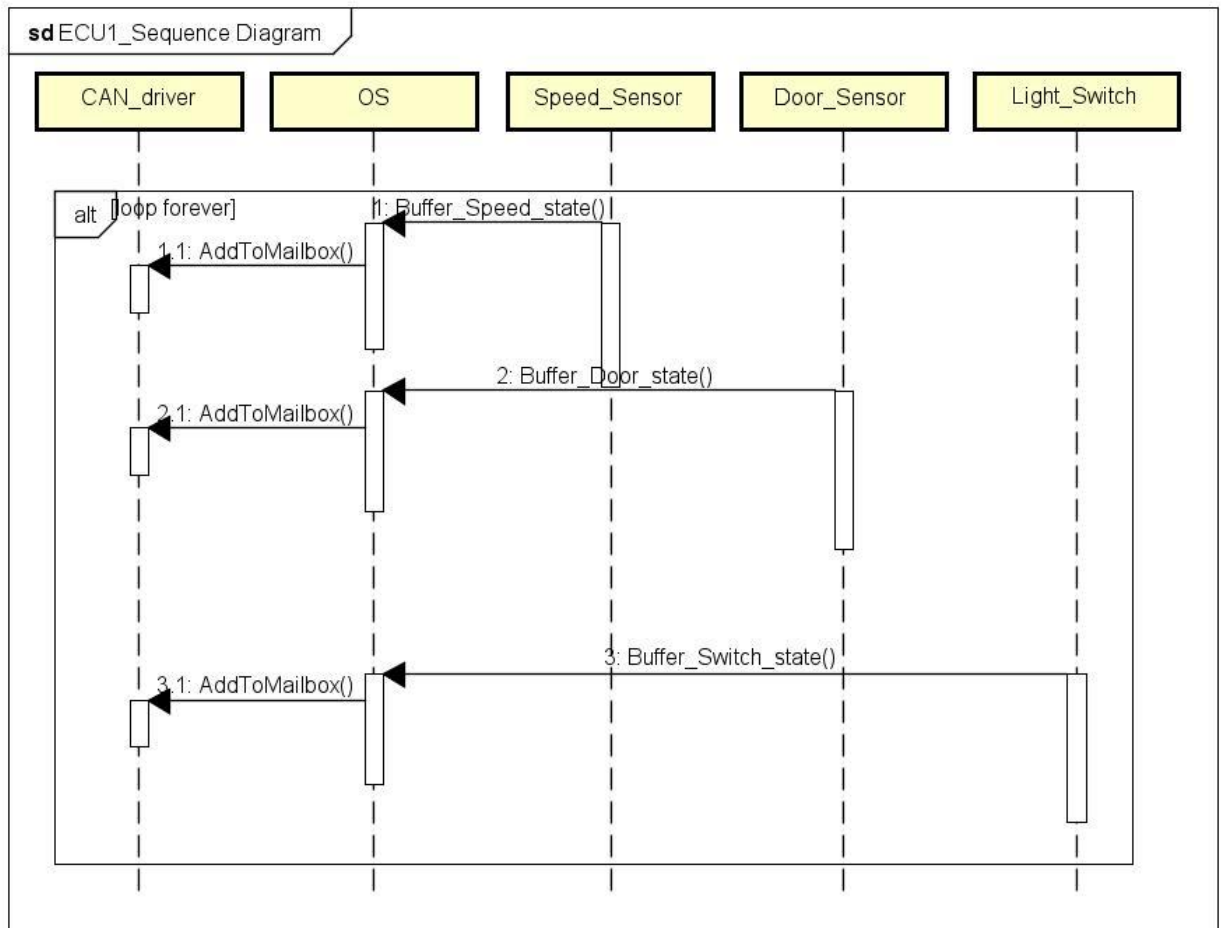 sd ECU1_Sequence Diagram
CAN_driver
OS
Speed_Sensor
Door_Sensor
Light_Switch
alt
[loop forever]
1: Buffer_Speed_state()
1.1: AddToMailbox()
2: Buffer_Door_state()
2.1: AddToMailbox()
3: Buffer_Switch_state()
3.1: AddToMailbox()